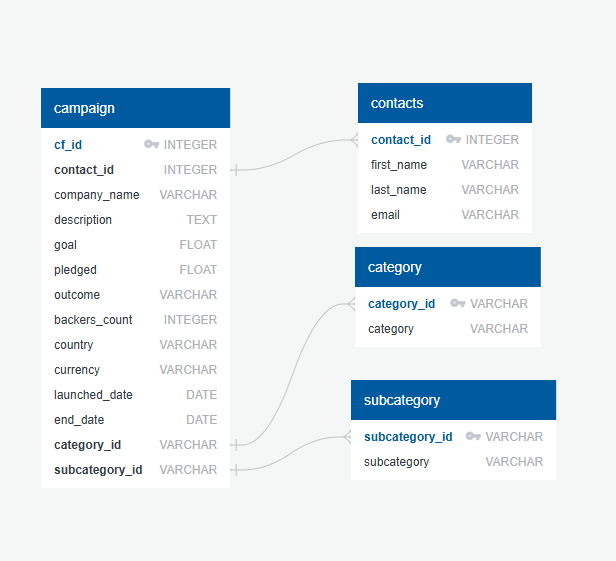 campaign
cf_id INTEGER
contact_id INTEGER
company_name VARCHAR
description TEXT
goal FLOAT
pledged FLOAT
outcome VARCHAR
backers_count INTEGER
country VARCHAR
currency VARCHAR
launched_date DATE
end_date DATE
category_id VARCHAR
subcategory_id VARCHAR
contacts
contact_id INTEGER
first_name VARCHAR
last_name VARCHAR
email VARCHAR
category
category_id VARCHAR
category VARCHAR
subcategory
subcategory_id VARCHAR
subcategory VARCHAR